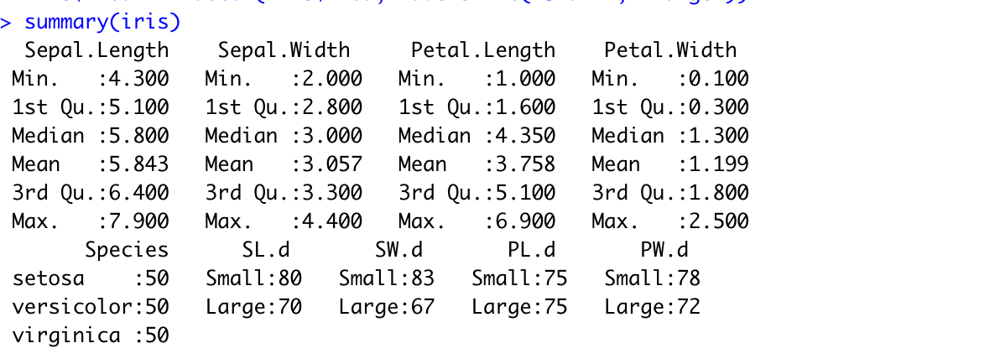 > summary(iris)
  Sepal.Length    Sepal.Width     Petal.Length    Petal.Width
 Min.   :4.300   Min.   :2.000   Min.   :1.000   Min.   :0.100
 1st Qu.:5.100   1st Qu.:2.800   1st Qu.:1.600   1st Qu.:0.300
 Median :5.800   Median :3.000   Median :4.350   Median :1.300
 Mean   :5.843   Mean   :3.057   Mean   :3.758   Mean   :1.199
 3rd Qu.:6.400   3rd Qu.:3.300   3rd Qu.:5.100   3rd Qu.:1.800
 Max.   :7.900   Max.   :4.400   Max.   :6.900   Max.   :2.500
       Species      SL.d       SW.d       PL.d       PW.d
 setosa    :50   Small:80   Small:83   Small:75   Small:78
 versicolor:50   Large:70   Large:67   Large:75   Large:72
 virginica :50